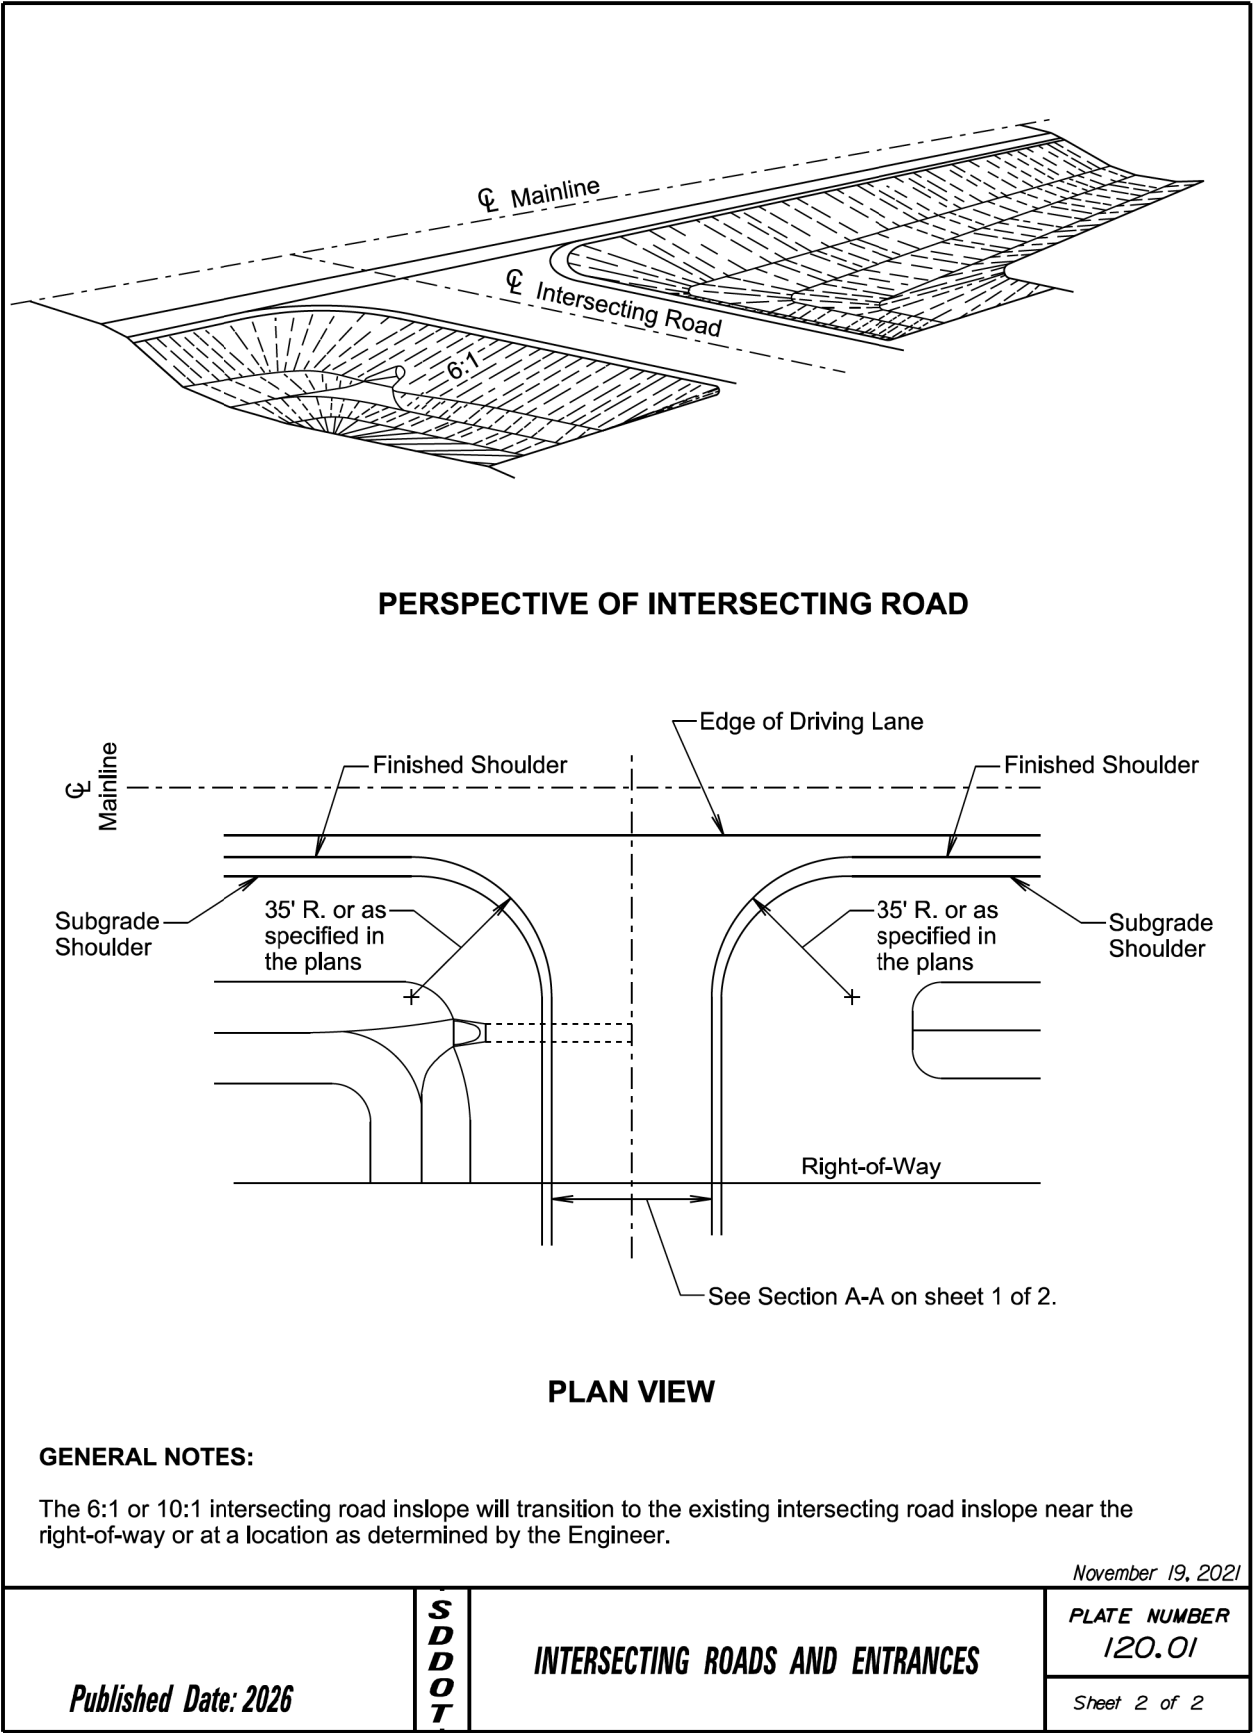 ℄ Mainline
℄ Intersecting Road
6:1
PERSPECTIVE OF INTERSECTING ROAD
Edge of Driving Lane
Finished Shoulder
Finished Shoulder
℄
Mainline
Subgrade
Shoulder
35' R. or as
specified in
the plans
35' R. or as
specified in
the plans
Subgrade
Shoulder
Right-of-Way
See Section A-A on sheet 1 of 2.
PLAN VIEW
GENERAL NOTES:
The 6:1 or 10:1 intersecting road inslope will transition to the existing intersecting road inslope near the
right-of-way or at a location as determined by the Engineer.
November 19, 2021
Published Date: 2026
S
D
D
O
T
INTERSECTING ROADS AND ENTRANCES
PLATE NUMBER
120.01
Sheet 2 of 2